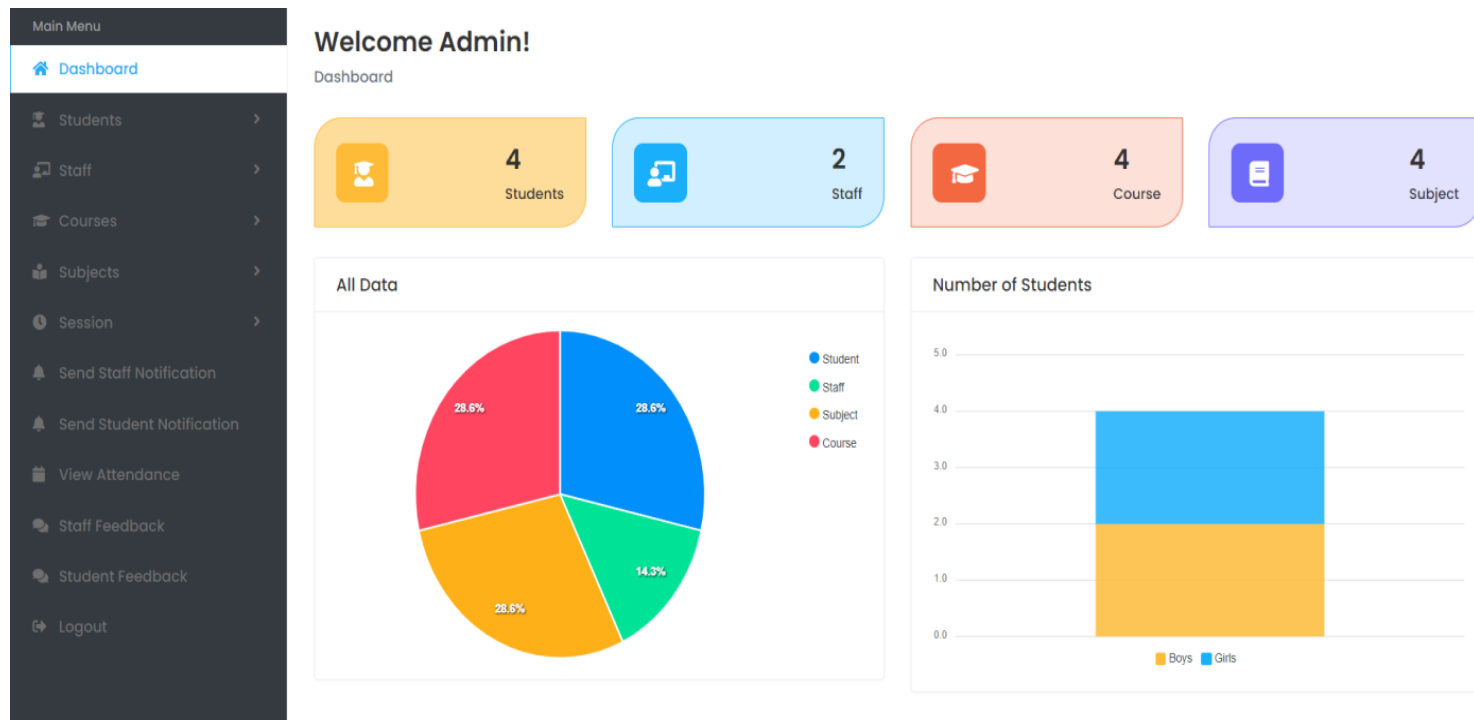 Main Menu
Dashboard
Students
Staff
Courses
Subjects
Session
Send Staff Notification
Send Student Notification
View Attendance
Staff Feedback
Student Feedback
Logout
Welcome Admin!
Dashboard
4
Students
2
Staff
4
Course
4
Subject
All Data
28.6%
28.6%
14.3%
28.6%
Student
Staff
Subject
Course
Number of Students
5.0
4.0
3.0
2.0
1.0
0.0
Boys Girls